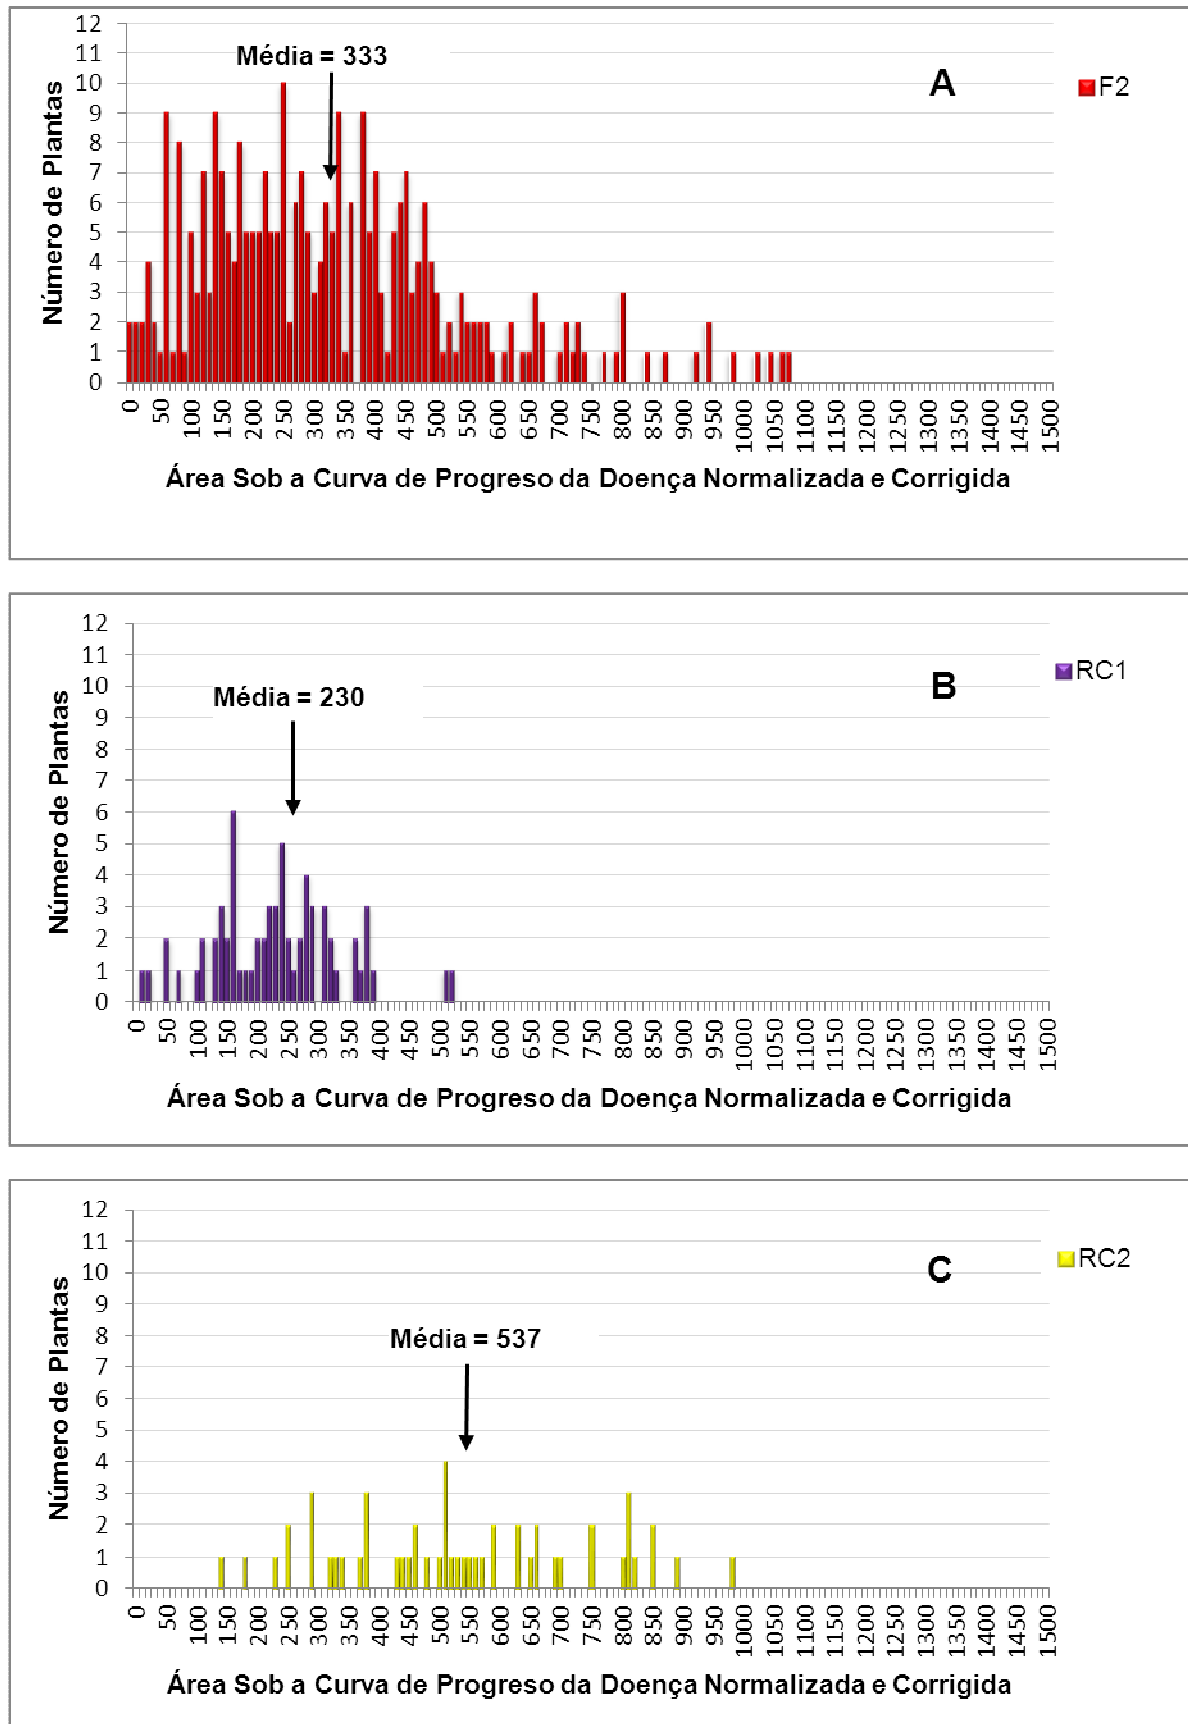 12
11
10
9
8
7
6
5
4
3
2
1
0
Número de Plantas
Média = 333
A
F2
0 50 100 150 200 250 300 350 400 450 500 550 600 650 700 750 800 850 900 950 1000 1050 1100 1150 1200 1250 1300 1350 1400 1450 1500
Área Sob a Curva de Progreso da Doença Normalizada e Corrigida
12
11
10
9
8
7
6
5
4
3
2
1
0
Número de Plantas
Média = 230
B
RC1
0 50 100 150 200 250 300 350 400 450 500 550 600 650 700 750 800 850 900 950 1000 1050 1100 1150 1200 1250 1300 1350 1400 1450 1500
Área Sob a Curva de Progreso da Doença Normalizada e Corrigida
12
11
10
9
8
7
6
5
4
3
2
1
0
Número de Plantas
Média = 537
C
RC2
0 50 100 150 200 250 300 350 400 450 500 550 600 650 700 750 800 850 900 950 1000 1050 1100 1150 1200 1250 1300 1350 1400 1450 1500
Área Sob a Curva de Progreso da Doença Normalizada e Corrigida